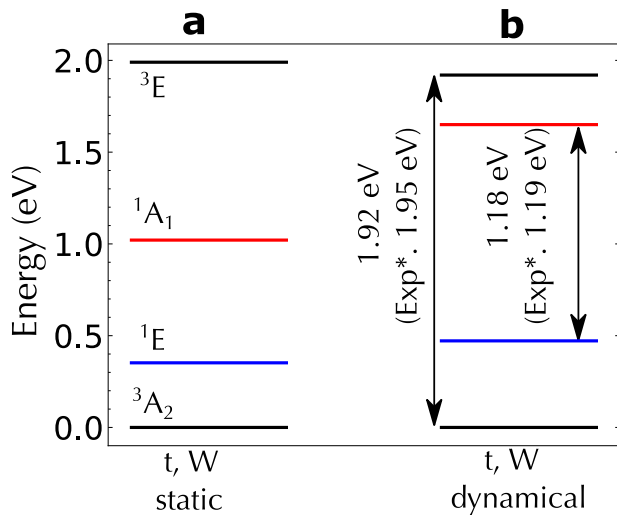 a
b
Energy (eV)
2.0
1.5
1.0
0.5
0.0
³E
¹A₁
¹E
³A₂
1.92 eV
(Exp*. 1.95 eV)
1.18 eV
(Exp*. 1.19 eV)
t, W
static
t, W
dynamical